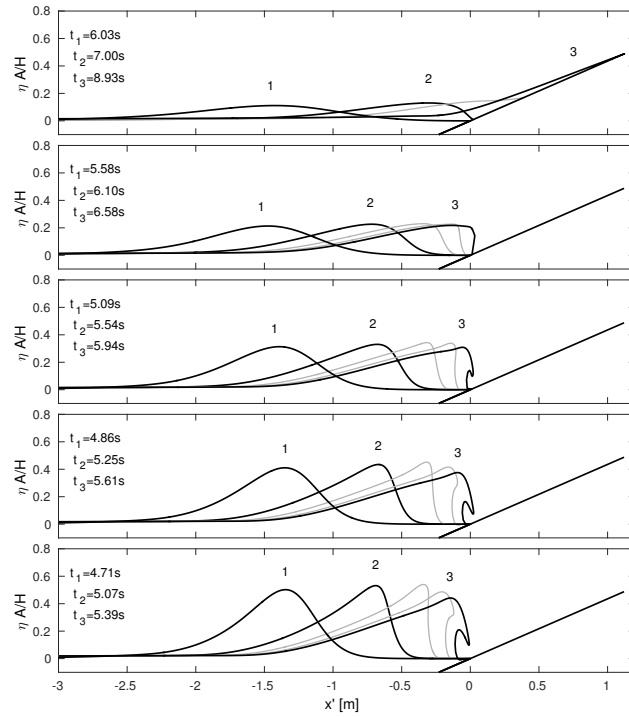 0.8
0.6
0.4
0.2
0
η A/H
t1=6.03s
t2=7.00s
t3=8.93s
1
2
3
0.8
0.6
0.4
0.2
0
η A/H
t1=5.58s
t2=6.10s
t3=6.58s
1
2
3
0.8
0.6
0.4
0.2
0
η A/H
t1=5.09s
t2=5.54s
t3=5.94s
1
2
3
0.8
0.6
0.4
0.2
0
η A/H
t1=4.86s
t2=5.25s
t3=5.61s
1
2
3
0.8
0.6
0.4
0.2
0
η A/H
t1=4.71s
t2=5.07s
t3=5.39s
1
2
3
-3 -2.5 -2 -1.5 -1 -0.5 0 0.5 1
x' [m]